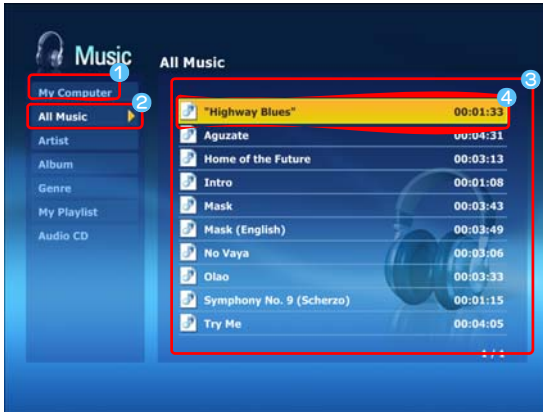 Music
All Music
1
My Computer
2
All Music
Artist
Album
Genre
My Playlist
Audio CD
3
4
"Highway Blues" 00:01:33
Aguzate 00:04:31
Home of the Future 00:03:13
Intro 00:01:08
Mask 00:03:43
Mask (English) 00:03:49
No Vaya 00:03:06
Olao 00:03:33
Symphony No. 9 (Scherzo) 00:01:15
Try Me 00:04:05
1 / 1